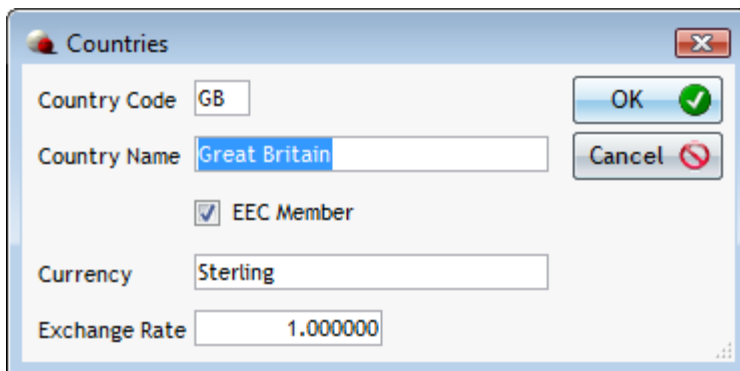 Countries
Country Code GB
OK
Country Name Great Britain
Cancel
EEC Member
Currency Sterling
Exchange Rate 1.000000